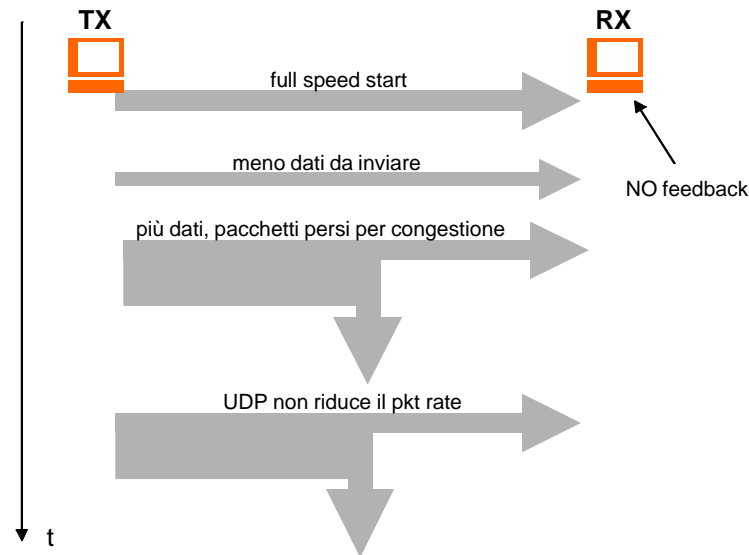 TX
RX
full speed start
meno dati da inviare
NO feedback
più dati, pacchetti persi per congestione
UDP non riduce il pkt rate
t